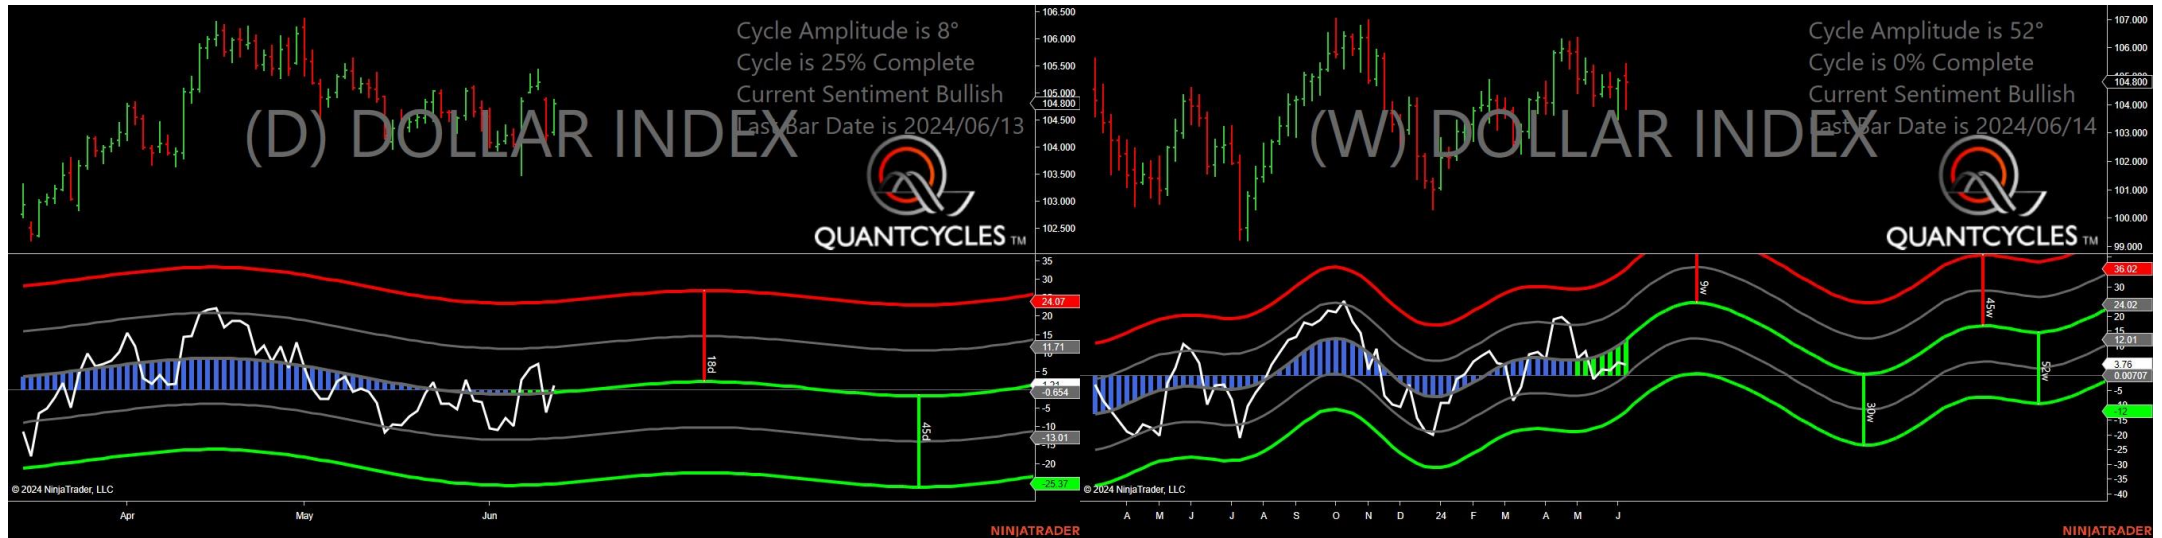 Cycle Amplitude is 8°
Cycle is 25% Complete
Current Sentiment Bullish
Last Bar Date is 2024/06/13
(D) DOLLAR INDEX
QUANTCYCLES TM
106.500
106.000
105.500
105.000
104.800
104.500
104.000
103.500
103.000
102.500
35
30
24.07
20
15
11.71
5
-0.654
-5
-10
-13.01
-20
-25.37
18d
45d
© 2024 NinjaTrader, LLC
Apr May Jun
NINJATRADER
Cycle Amplitude is 52°
Cycle is 0% Complete
Current Sentiment Bullish
Last Bar Date is 2024/06/14
(W) DOLLAR INDEX
QUANTCYCLES TM
107.000
106.000
104.800
104.000
103.000
102.000
101.000
100.000
99.000
36.02
30
24.02
20
15
12.01
3.76
0.00707
-5
-12
-15
-20
-25
-30
-35
-40
9w
30w
45w
52w
© 2024 NinjaTrader, LLC
A M J J A S O N D 24 F M A M J
NINJATRADER